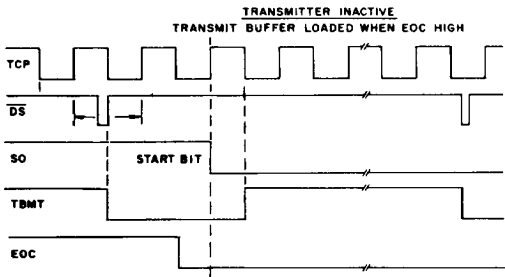 TRANSMITTER INACTIVE
TRANSMIT BUFFER LOADED WHEN EOC HIGH
TCP
DS
SO
START BIT
TBMT
EOC